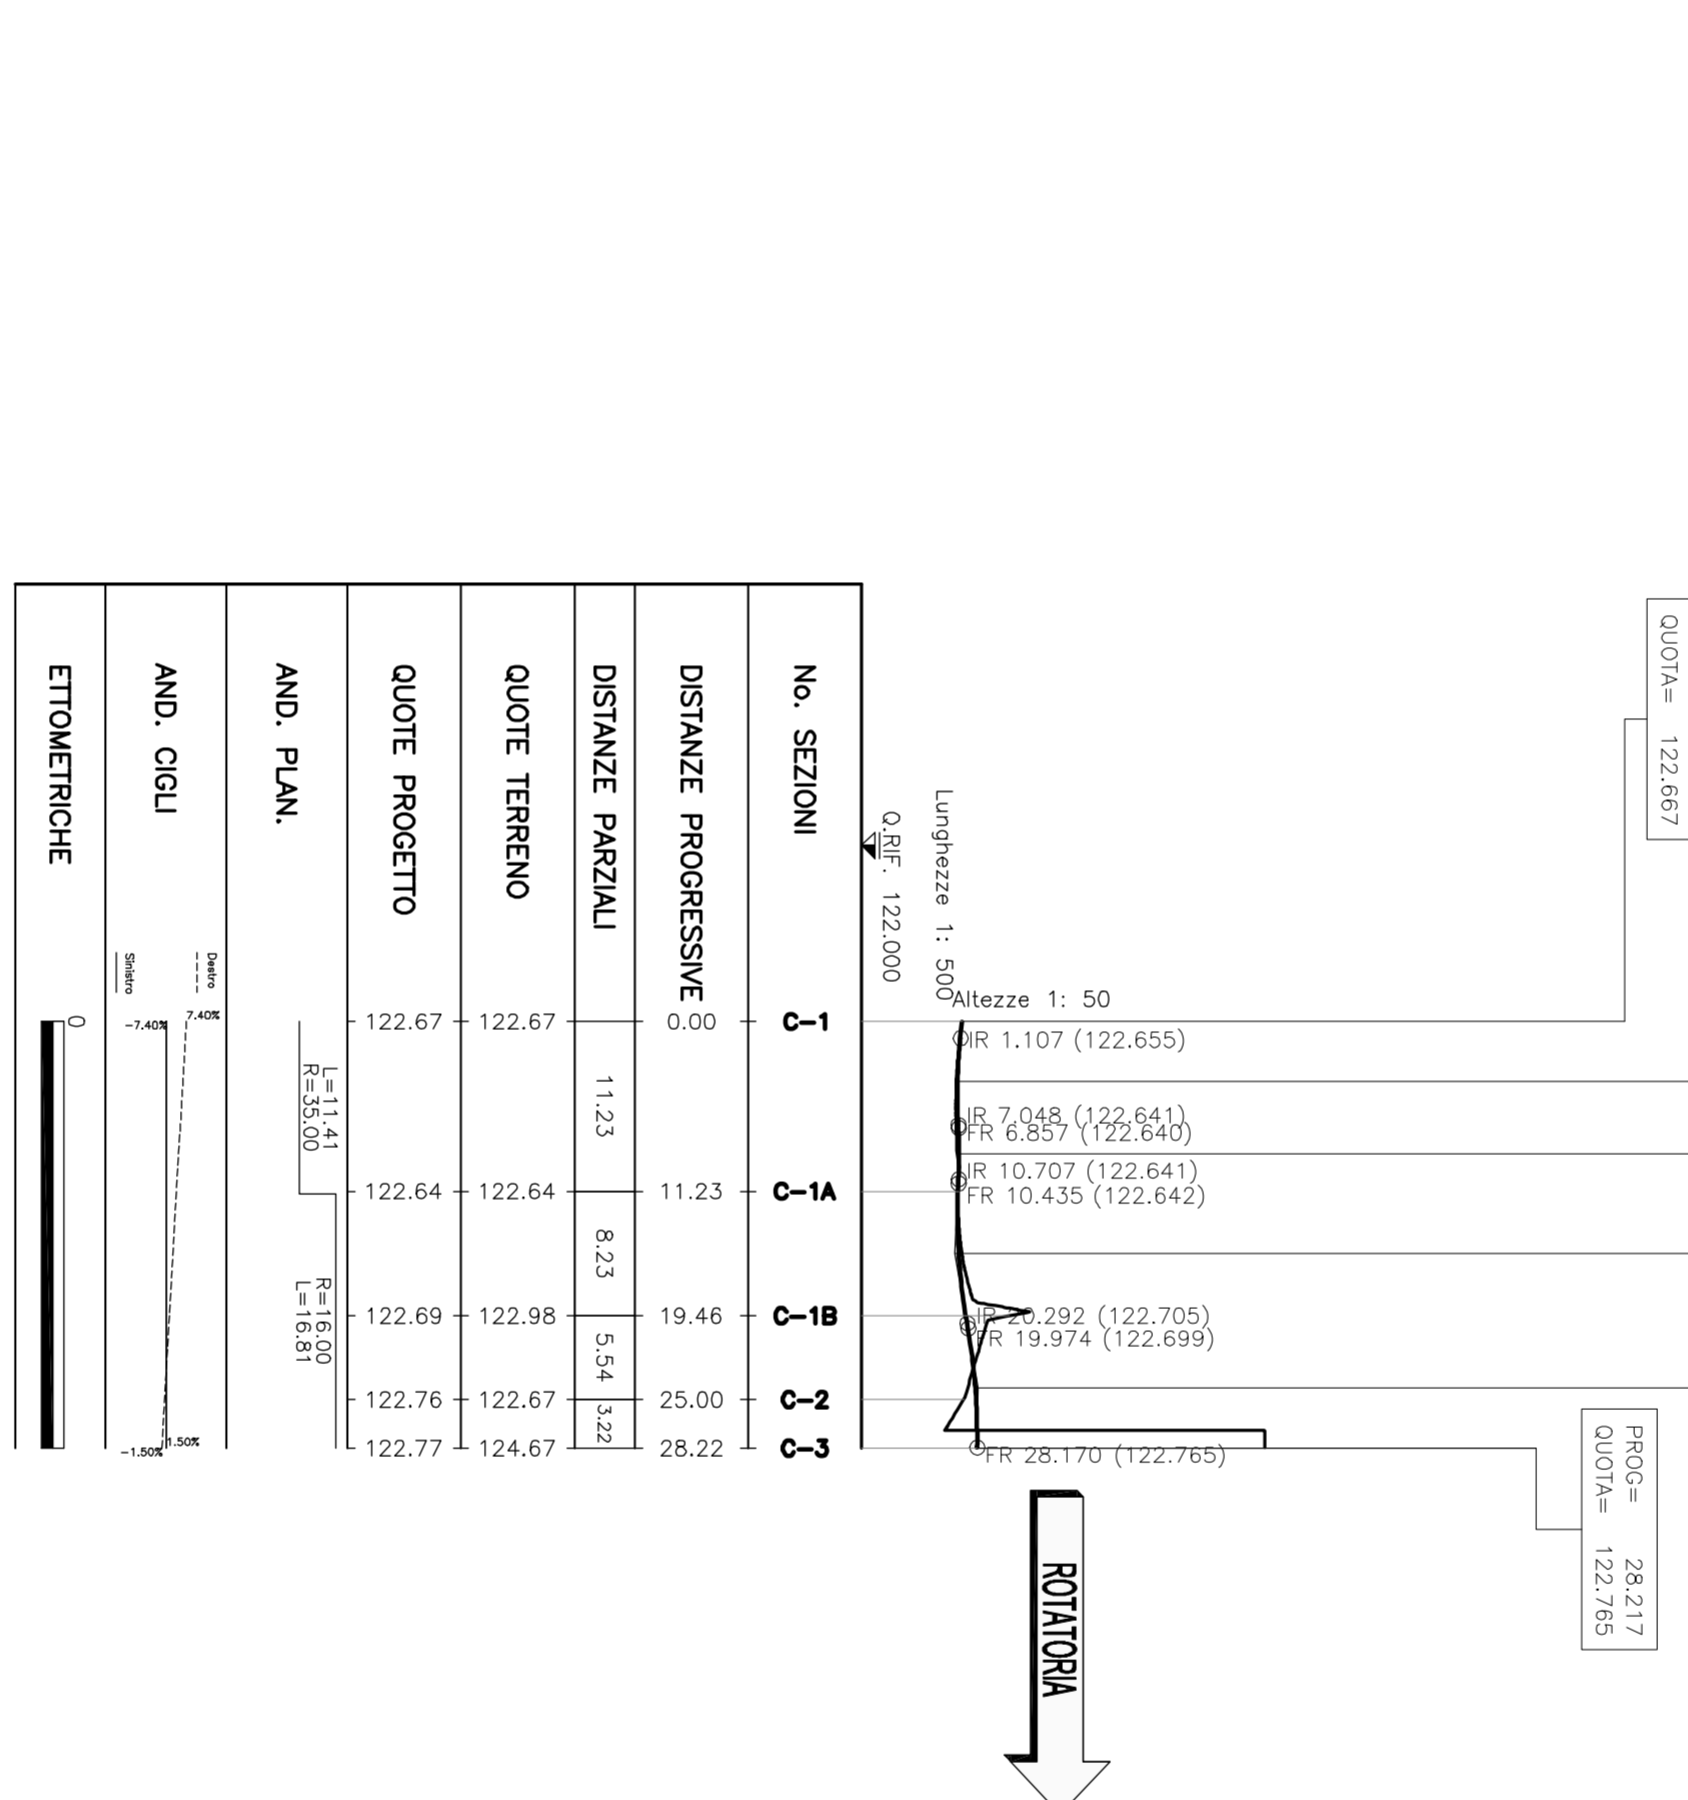 QUOTA= 122.667
PROG= 28.217
QUOTA= 122.765
Altezze 1: 50
Lunghezze 1: 500
Q.RIF. 122.000
IR 1.107 (122.655)
IR 7.048 (122.641)
FR 6.857 (122.640)
IR 10.707 (122.641)
FR 10.435 (122.642)
IR 20.292 (122.705)
FR 19.974 (122.699)
FR 28.170 (122.765)
ROTATORIA
No. SEZIONI C-1 C-1A C-1B C-2 C-3
DISTANZE PROGRESSIVE 0.00 11.23 19.46 25.00 28.22
DISTANZE PARZIALI 11.23 8.23 5.54 3.22
QUOTE TERRENO 122.67 122.64 122.98 122.67 124.67
QUOTE PROGETTO 122.67 122.64 122.69 122.76 122.77
AND. PLAN.
L=11.41
R=35.00
R=16.00
L=16.81
AND. CIGLI
Destro
Sinistro
7.40%
-7.40%
1.50%
-1.50%
ETTOMETRICHE 0